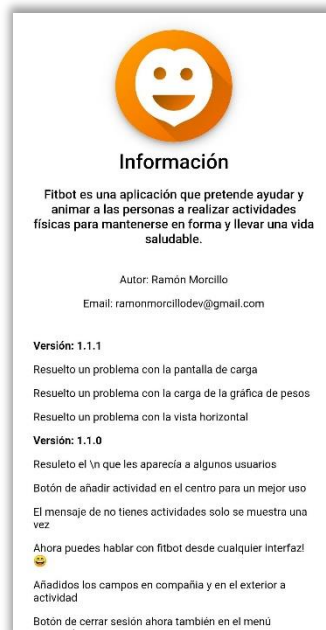 Información
Fitbot es una aplicación que pretende ayudar y
animar a las personas a realizar actividades
físicas para mantenerse en forma y llevar una vida
saludable.
Autor: Ramón Morcillo
Email: ramonmorcillodev@gmail.com
Versión: 1.1.1
Resuelto un problema con la pantalla de carga
Resuelto un problema con la carga de la gráfica de pesos
Resuelto un problema con la vista horizontal
Versión: 1.1.0
Resuleto el \n que les aparecía a algunos usuarios
Botón de añadir actividad en el centro para un mejor uso
El mensaje de no tienes actividades solo se muestra una
vez
Ahora puedes hablar con fitbot desde cualquier interfaz!
😀
Añadidos los campos en compañia y en el exterior a
actividad
Botón de cerrar sesión ahora también en el menú